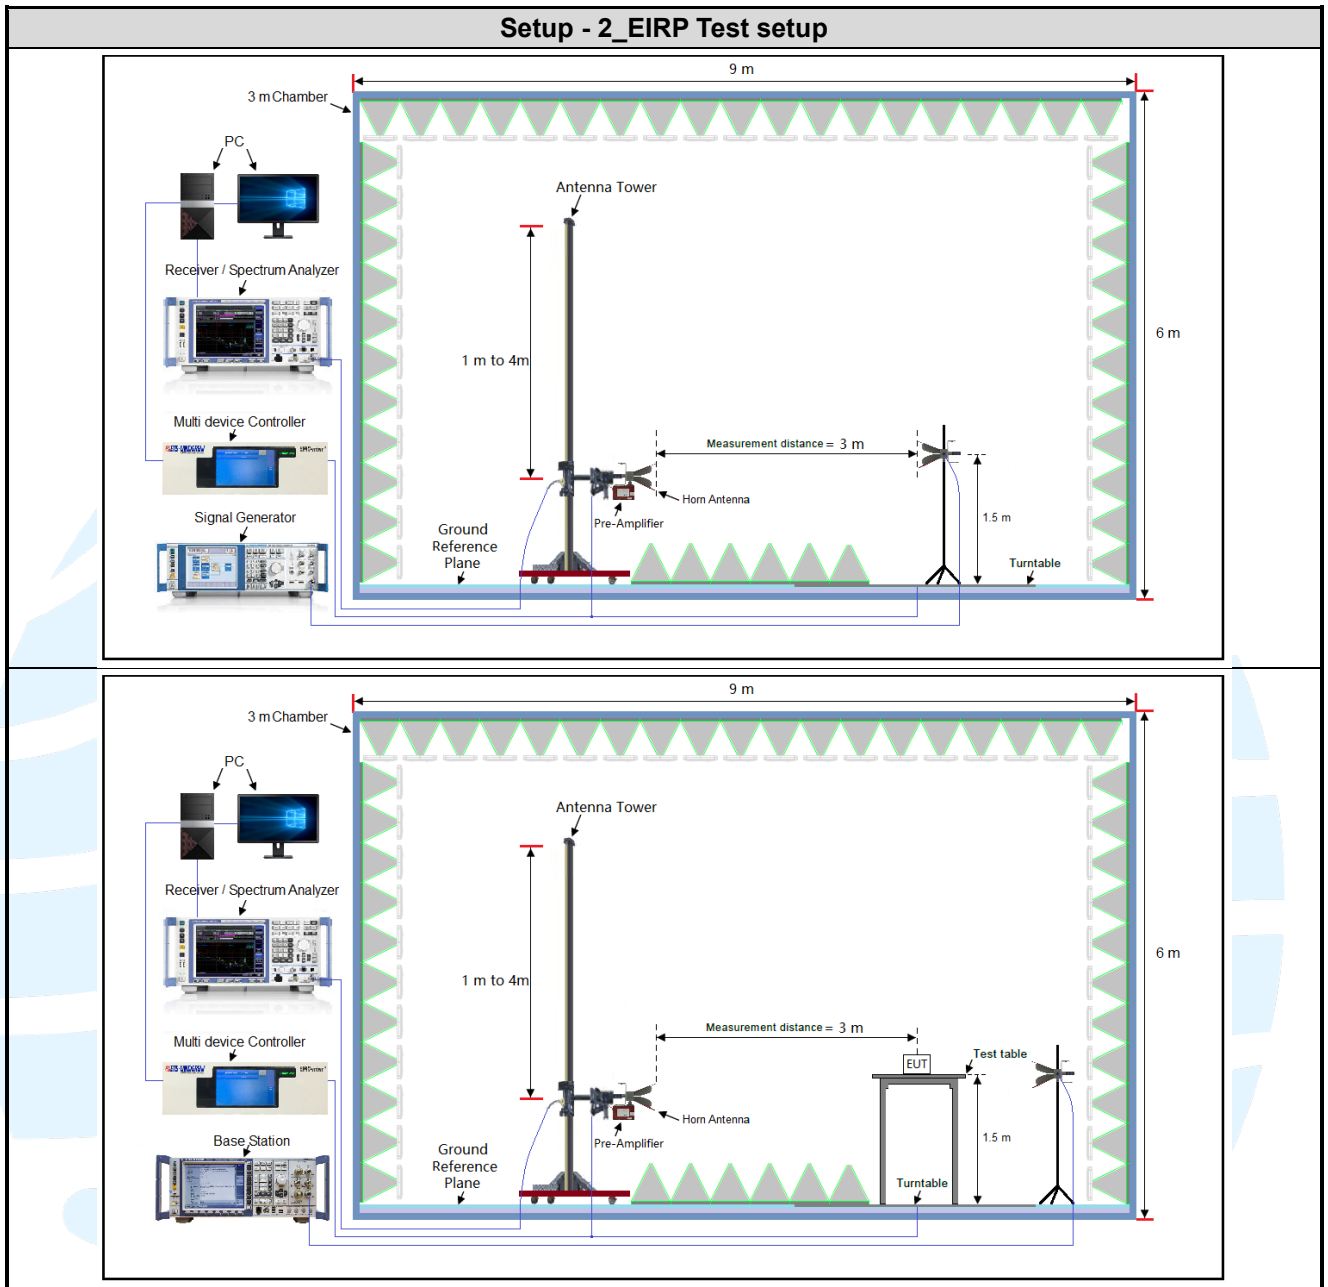 Setup - 2_EIRP Test setup
9 m
3 m Chamber
PC
Antenna Tower
Receiver / Spectrum Analyzer
6 m
1 m to 4m
Multi device Controller
Measurement distance = 3 m
Horn Antenna
Signal Generator
1.5 m
Pre-Amplifier
Ground
Reference
Plane
Turntable
9 m
3 m Chamber
PC
Antenna Tower
Receiver / Spectrum Analyzer
6 m
1 m to 4m
Measurement distance = 3 m
Multi device Controller
Test table
EUT
Horn Antenna
Base Station
1.5 m
Pre-Amplifier
Ground
Reference
Plane
Turntable